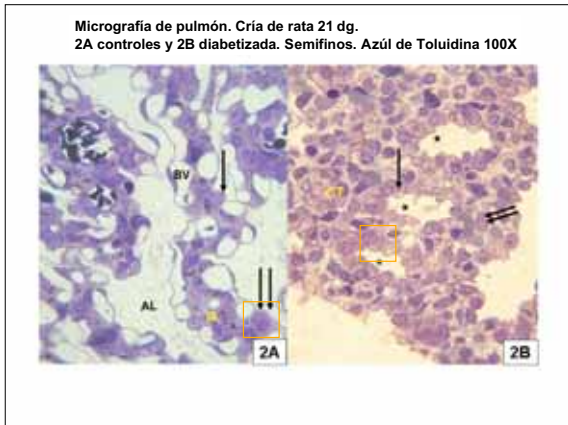 Micrografía de pulmón. Cría de rata 21 dg.
2A controles y 2B diabetizada. Semifinos. Azúl de Toluidina 100X
BV
AL
2A
CT
2B